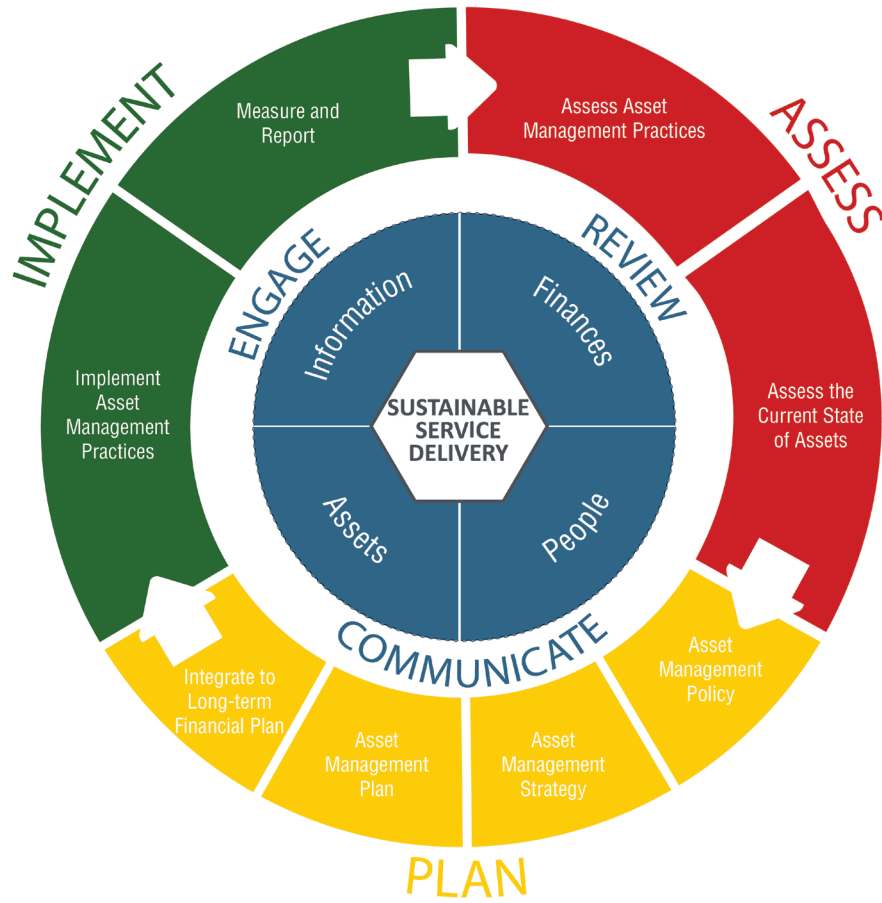 IMPLEMENT
Measure and
Report
Assess Asset
Management Practices
ASSESS
ENGAGE
REVIEW
Information
Finances
Implement
Asset
Management
Practices
SUSTAINABLE
SERVICE
DELIVERY
Assess the
Current State
of Assets
Assets
People
COMMUNICATE
Integrate to
Long-term
Financial Plan
Asset
Management
Plan
Asset
Management
Strategy
Asset
Management
Policy
PLAN